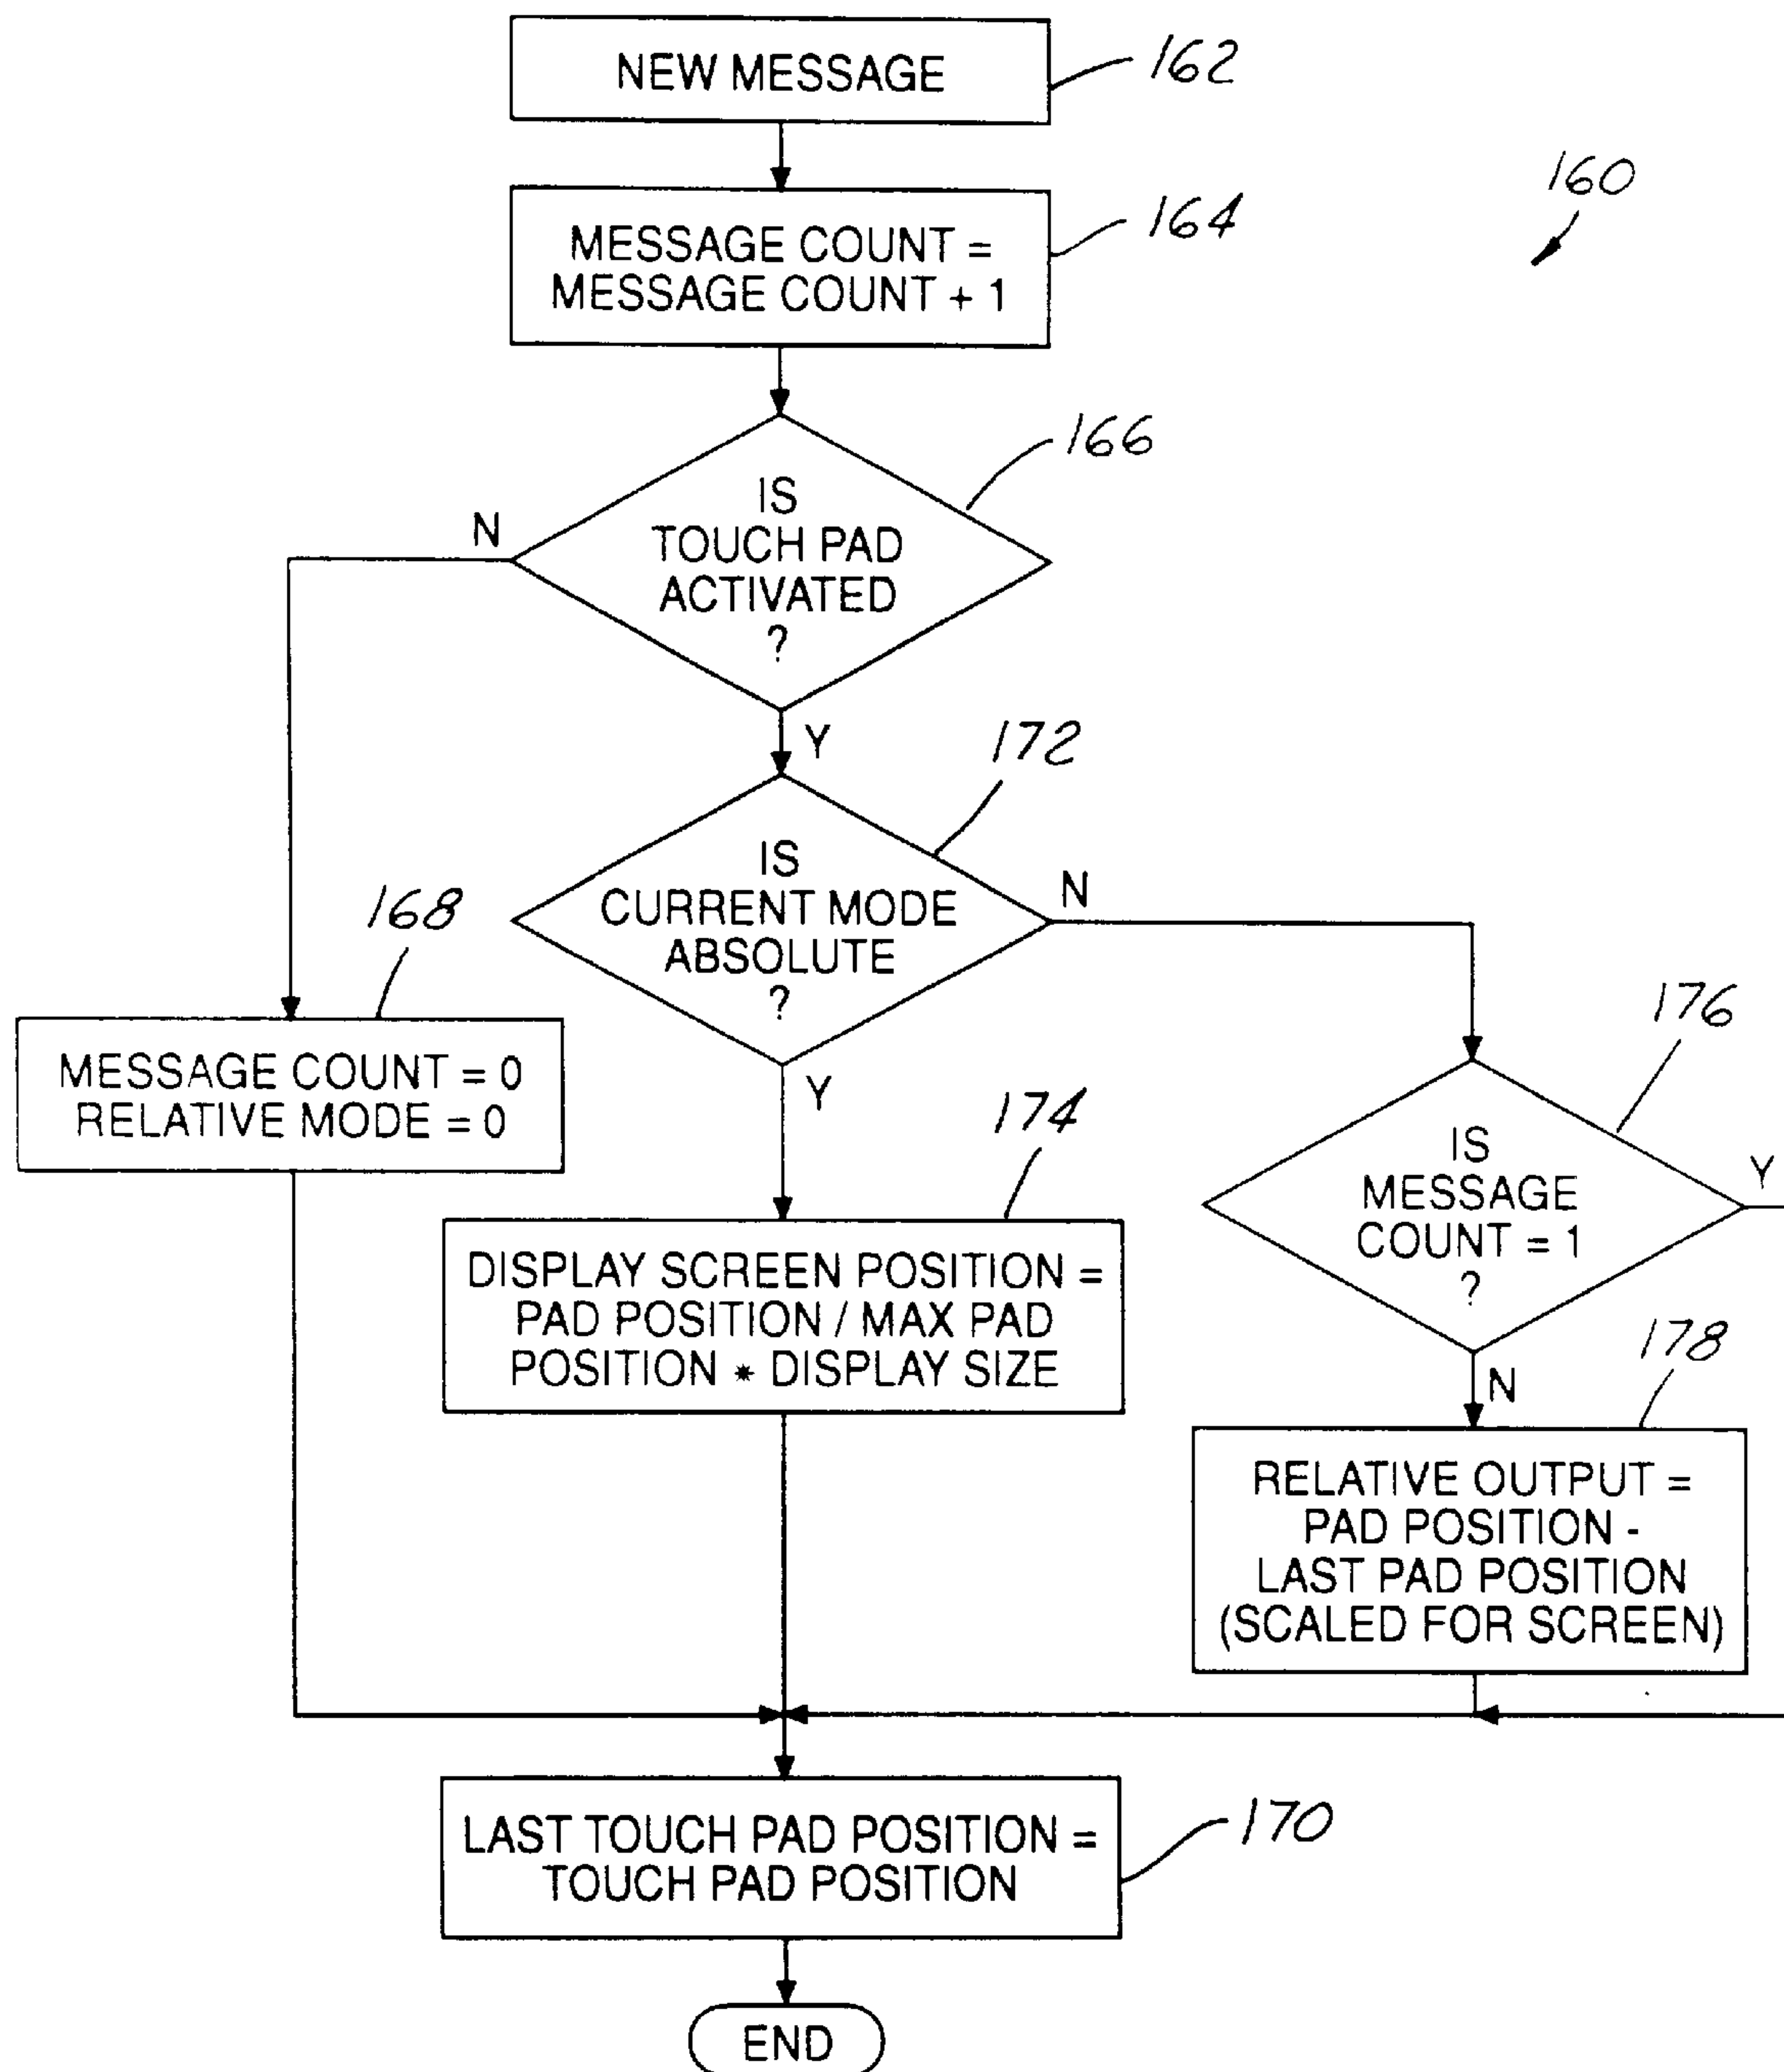 NEW MESSAGE
162
160
MESSAGE COUNT =
MESSAGE COUNT + 1
164
IS
TOUCH PAD
ACTIVATED
?
166
N
Y
IS
CURRENT MODE
ABSOLUTE
?
172
N
Y
MESSAGE COUNT = 0
RELATIVE MODE = 0
168
DISPLAY SCREEN POSITION =
PAD POSITION / MAX PAD
POSITION * DISPLAY SIZE
174
IS
MESSAGE
COUNT = 1
?
176
Y
N
RELATIVE OUTPUT =
PAD POSITION -
LAST PAD POSITION
(SCALED FOR SCREEN)
178
LAST TOUCH PAD POSITION =
TOUCH PAD POSITION
170
END